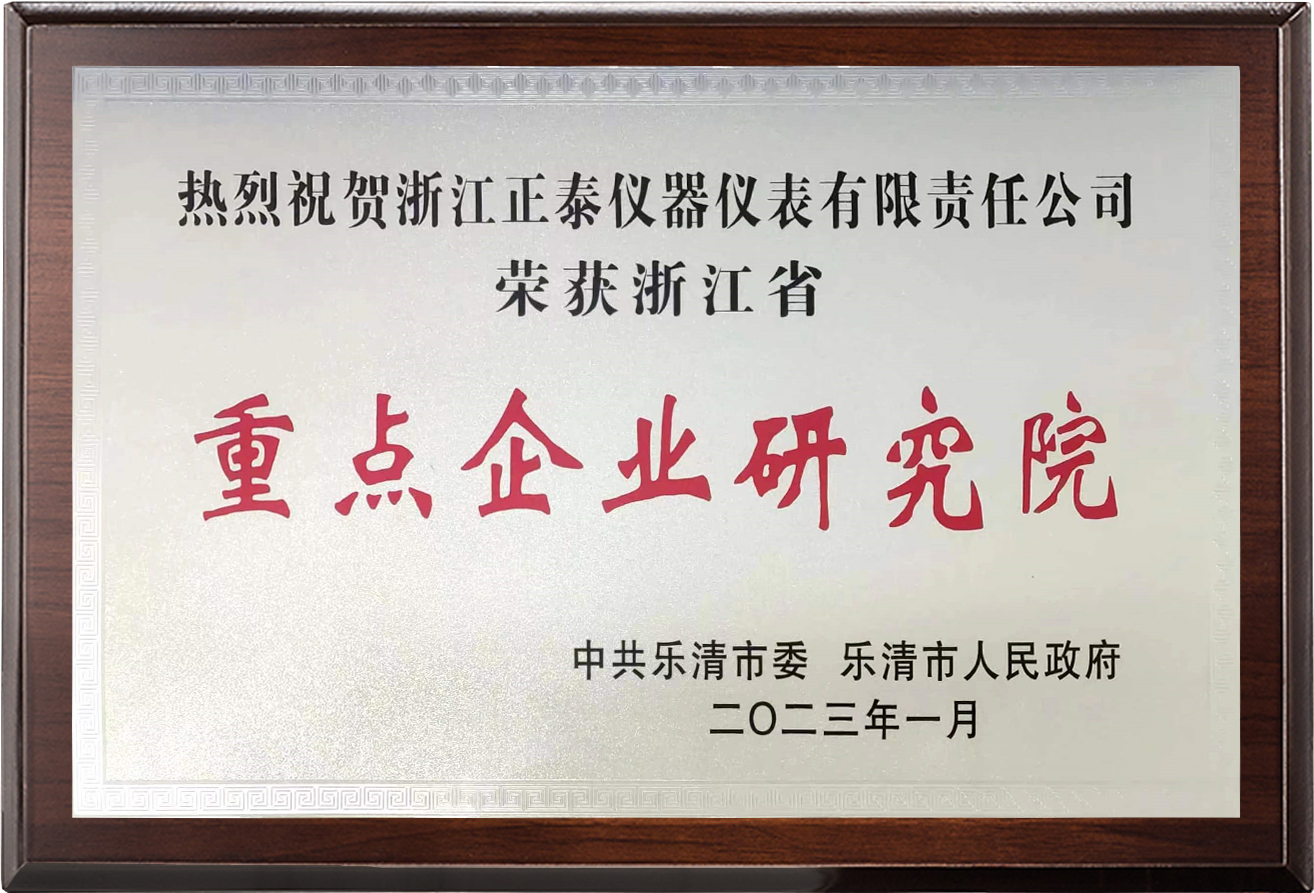 热烈祝贺浙江正泰仪器仪表有限责任公司
荣获浙江省
重点企业研究院
中共乐清市委 乐清市人民政府
二〇二三年一月